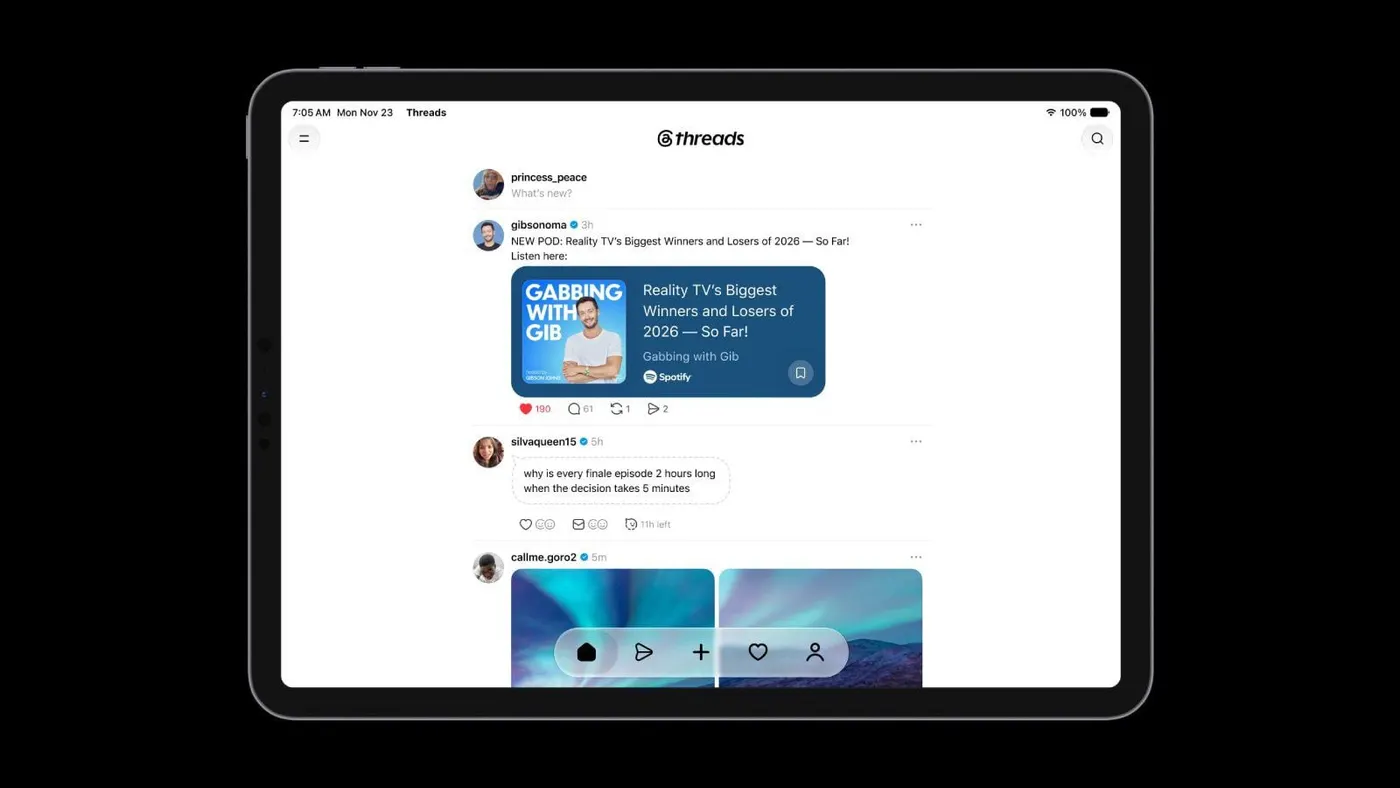 7:05 AM Mon Nov 23 Threads 100%
threads
princess_peace
What's new?
gibsonoma 3h
NEW POD: Reality TV's Biggest Winners and Losers of 2026 — So Far!
Listen here:
GABBING
WITH
GIB
Reality TV's Biggest
Winners and Losers of
2026 — So Far!
Gabbing with Gib
Spotify
190 61 1 2
silvaqueen15 5h
why is every finale episode 2 hours long
when the decision takes 5 minutes
11h left
callme.goro2 5m